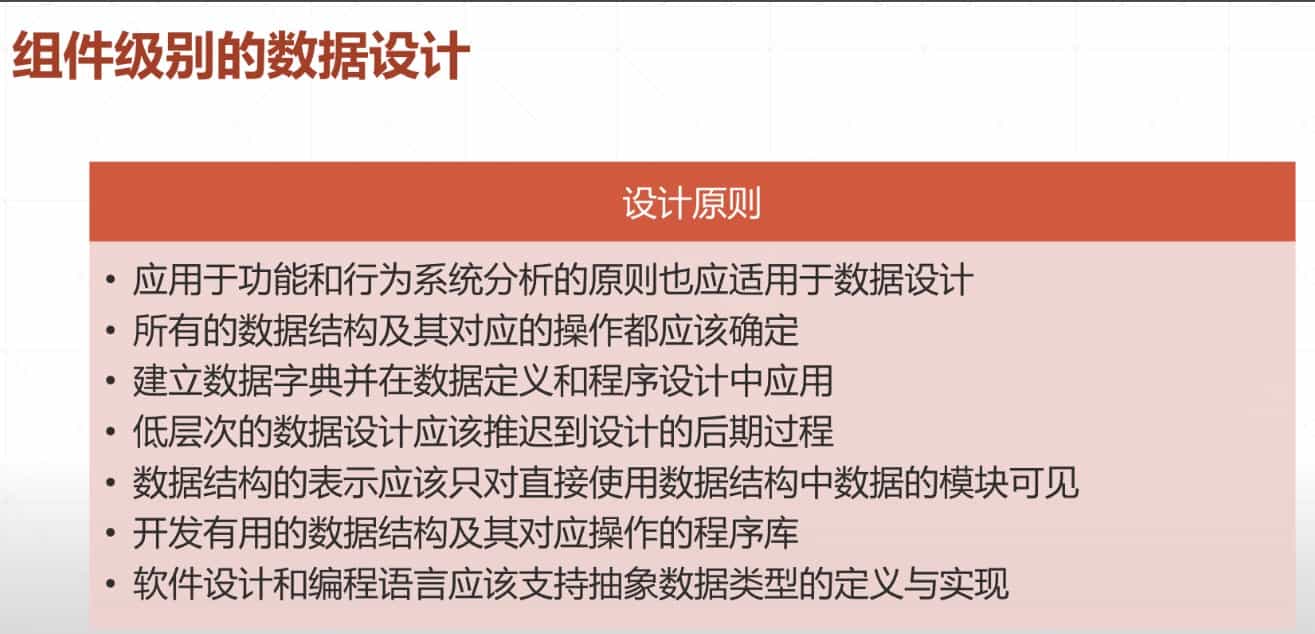 组件级别的数据设计
设计原则
• 应用于功能和行为系统分析的原则也应适用于数据设计
• 所有的数据结构及其对应的操作都应该确定
• 建立数据字典并在数据定义和程序设计中应用
• 低层次的数据设计应该推迟到设计的后期过程
• 数据结构的表示应该只对直接使用数据结构中数据的模块可见
• 开发有用的数据结构及其对应操作的程序库
• 软件设计和编程语言应该支持抽象数据类型的定义与实现